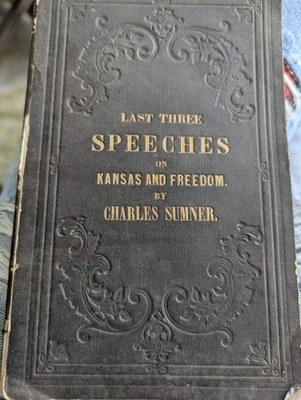 LAST THREE
SPEECHES
ON
KANSAS AND FREEDOM.
BY
CHARLES SUMNER.